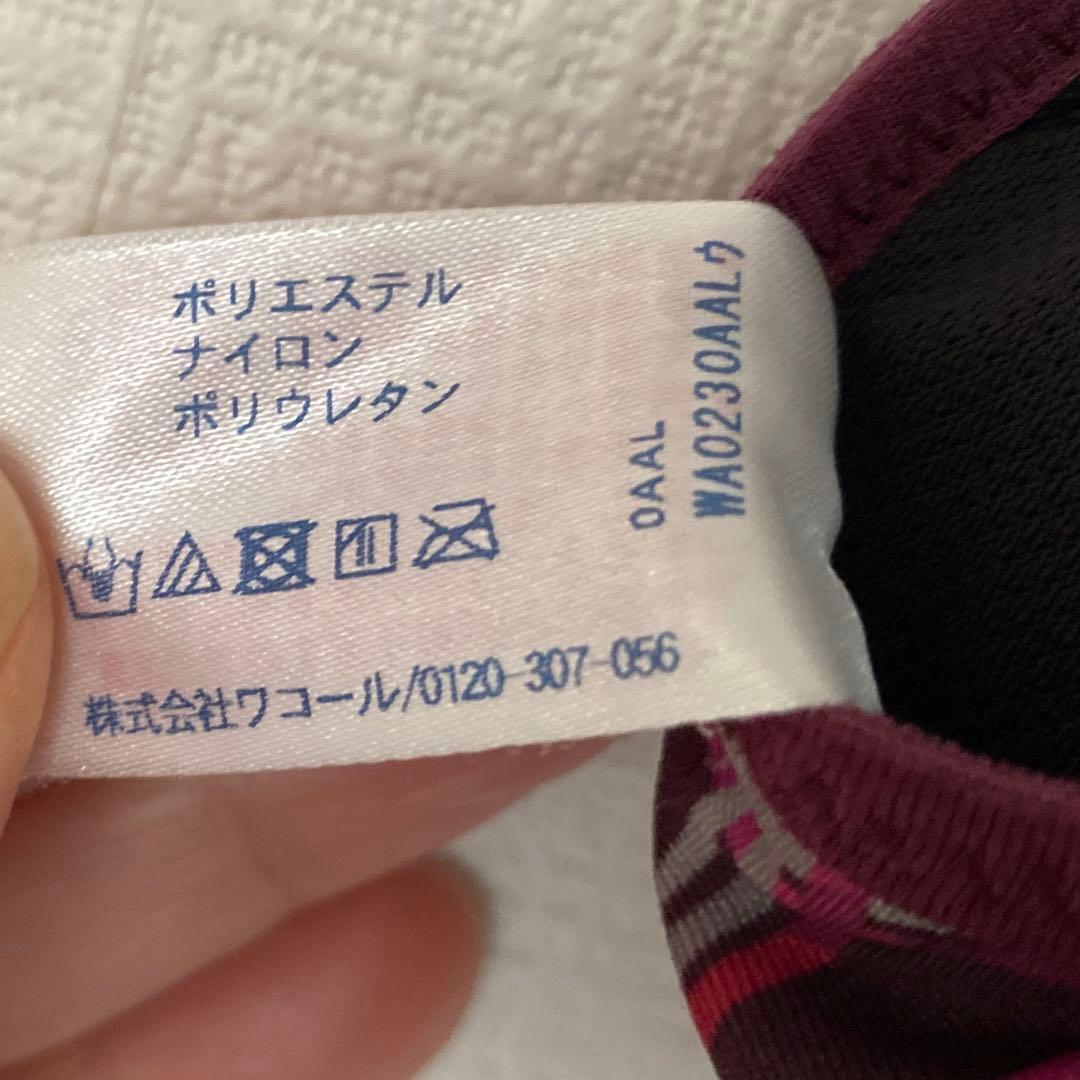 ポリエステル
ナイロン
ポリウレタン
株式会社ワコール/0120-307-056
0AAL
WA0230AALウ